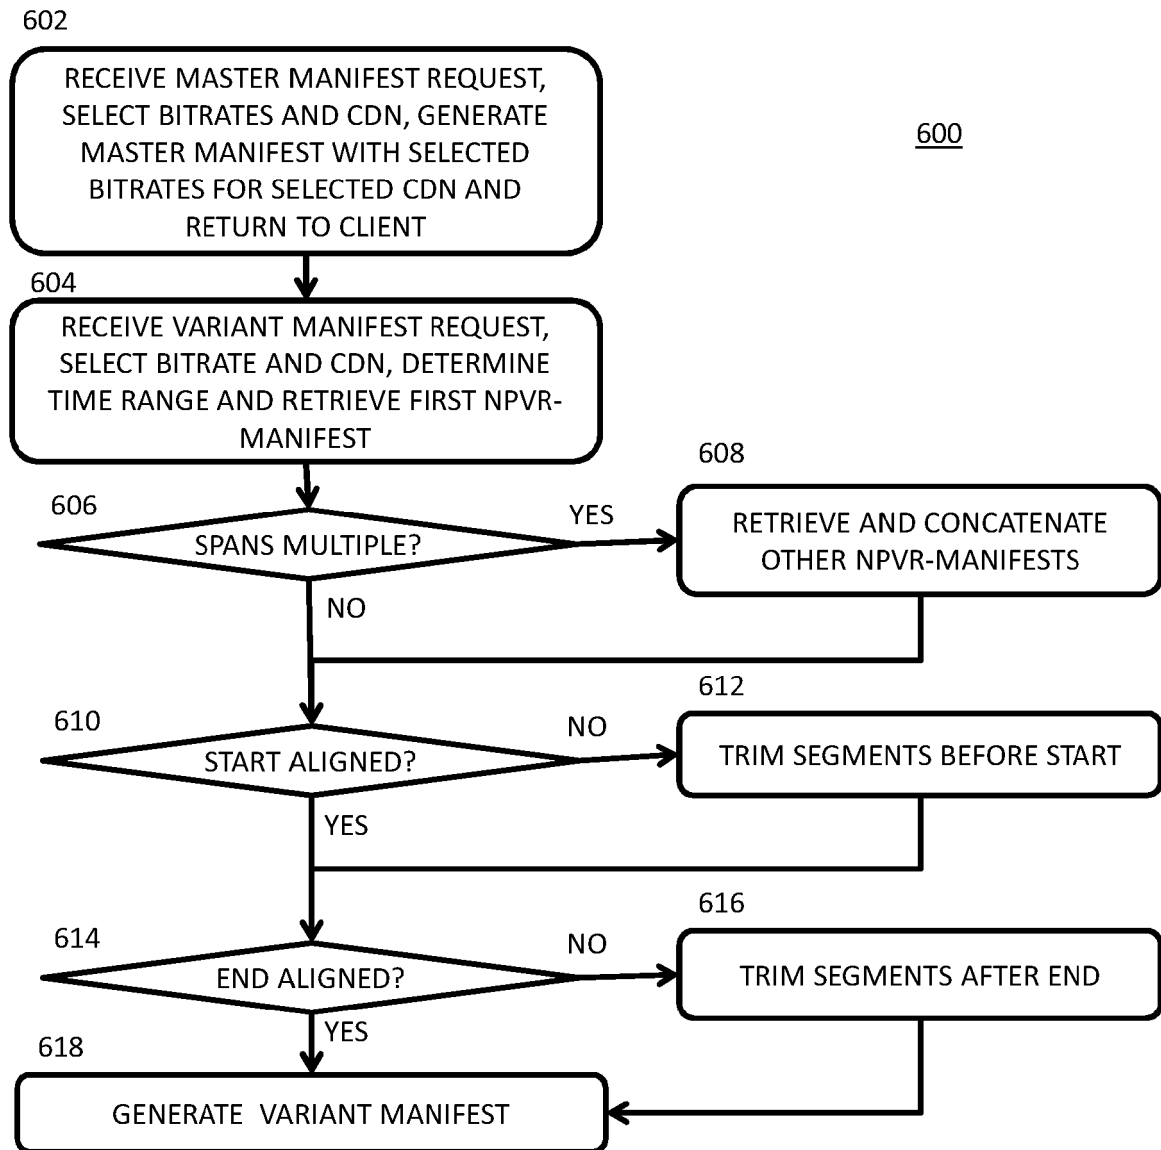 602
RECEIVE MASTER MANIFEST REQUEST,
SELECT BITRATES AND CDN, GENERATE
MASTER MANIFEST WITH SELECTED
BITRATES FOR SELECTED CDN AND
RETURN TO CLIENT
600
604
RECEIVE VARIANT MANIFEST REQUEST,
SELECT BITRATE AND CDN, DETERMINE
TIME RANGE AND RETRIEVE FIRST NPVR-
MANIFEST
606
SPANS MULTIPLE?
YES
608
RETRIEVE AND CONCATENATE
OTHER NPVR-MANIFESTS
NO
610
START ALIGNED?
NO
612
TRIM SEGMENTS BEFORE START
YES
614
END ALIGNED?
NO
616
TRIM SEGMENTS AFTER END
YES
618
GENERATE  VARIANT MANIFEST